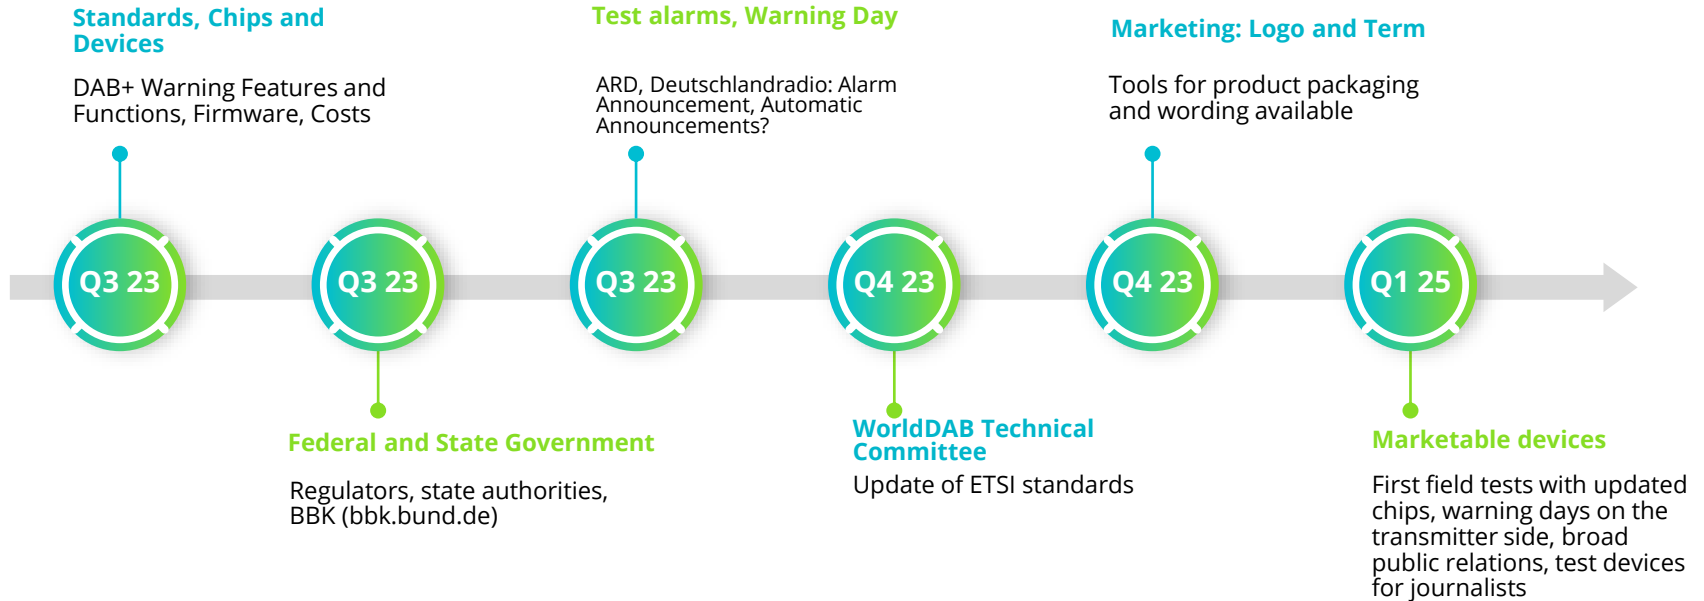 Standards, Chips and
Devices
DAB+ Warning Features and
Functions, Firmware, Costs
Test alarms, Warning Day
ARD, Deutschlandradio: Alarm
Announcement, Automatic
Announcements?
Marketing: Logo and Term
Tools for product packaging
and wording available
Q3 23
Q3 23
Q3 23
Q4 23
Q4 23
Q1 25
Federal and State Government
Regulators, state authorities,
BBK (bbk.bund.de)
WorldDAB Technical
Committee
Update of ETSI standards
Marketable devices
First field tests with updated
chips, warning days on the
transmitter side, broad
public relations, test devices
for journalists